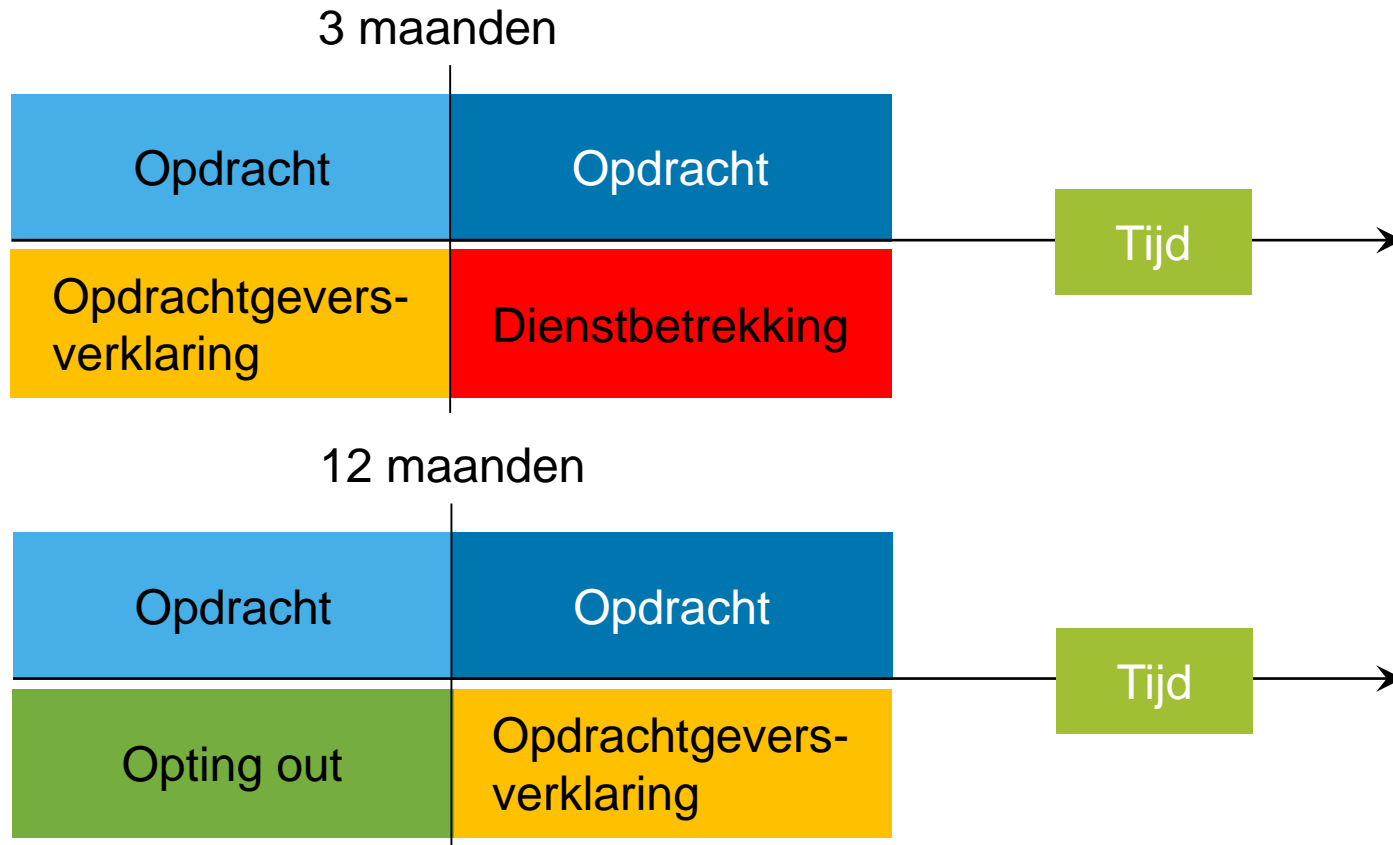 3 maanden
Opdracht
Opdracht
Tijd
Opdrachtgevers-
verklaring
Dienstbetrekking
12 maanden
Opdracht
Opdracht
Tijd
Opting out
Opdrachtgevers-
verklaring